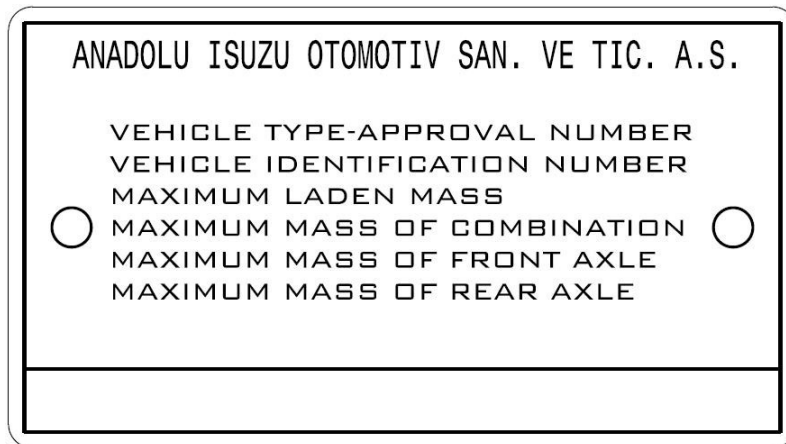 ANADOLU ISUZU OTOMOTIV SAN. VE TIC. A.S.
VEHICLE TYPE-APPROVAL NUMBER
VEHICLE IDENTIFICATION NUMBER
MAXIMUM LADEN MASS
MAXIMUM MASS OF COMBINATION
MAXIMUM MASS OF FRONT AXLE
MAXIMUM MASS OF REAR AXLE